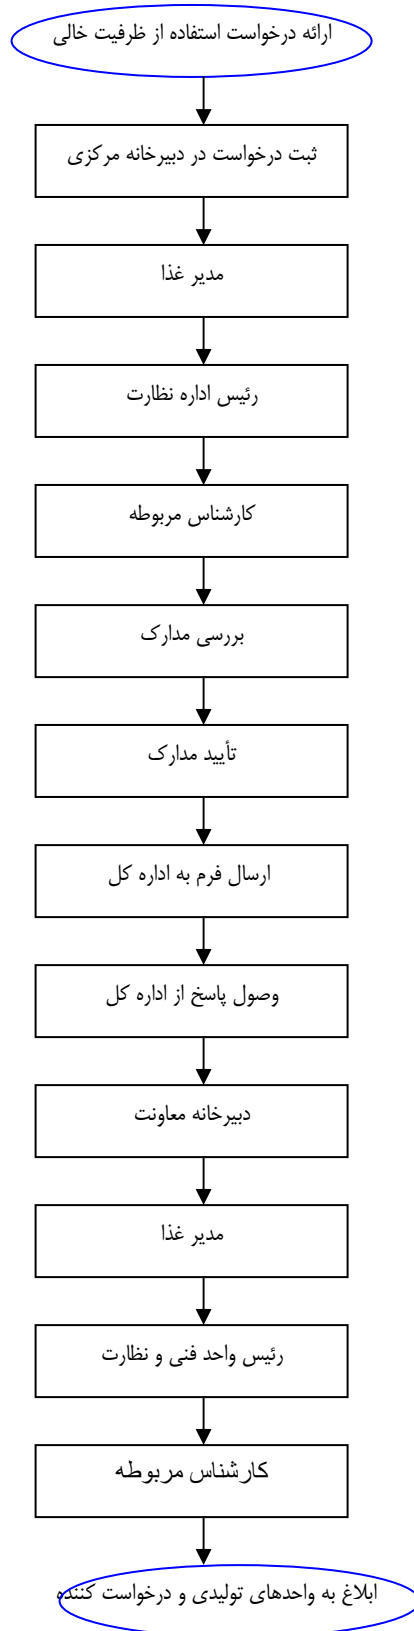 ارائه درخواست استفاده از ظرفیت خالی
ثبت درخواست در دبیرخانه مرکزی
مدیر غذا
رئیس اداره نظارت
کارشناس مربوطه
بررسی مدارک
تأیید مدارک
ارسال فرم به اداره کل
وصول پاسخ از اداره کل
دبیرخانه معاونت
مدیر غذا
رئیس واحد فنی و نظارت
کارشناس مربوطه
ابلاغ به واحدهای تولیدی و درخواست کننده